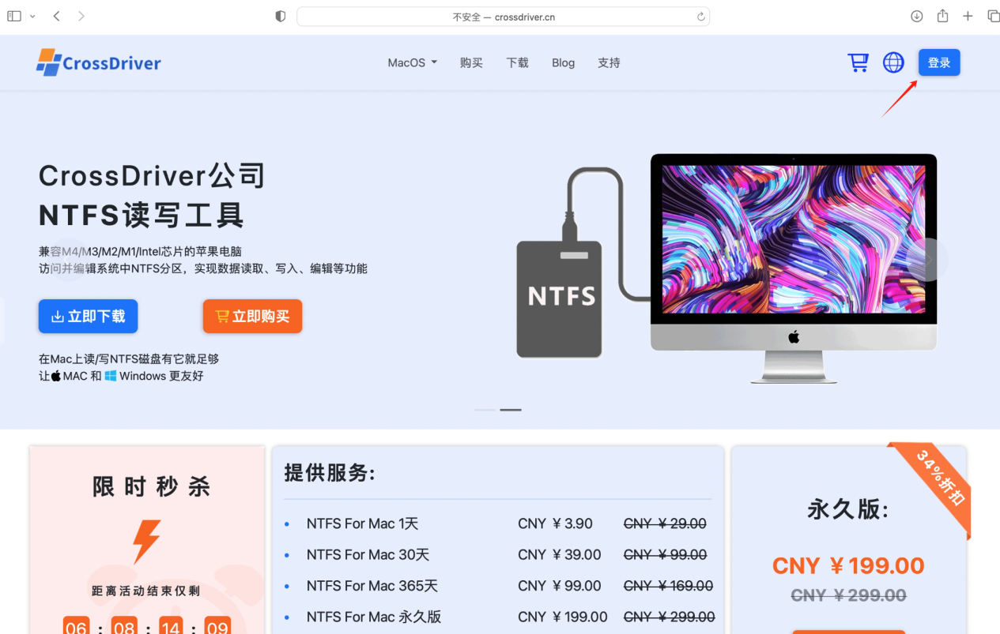 不安全 — crossdriver.cn
CrossDriver
MacOS 购买 下载 Blog 支持
登录
CrossDriver公司
NTFS读写工具
兼容M4/M3/M2/M1/Intel芯片的苹果电脑
访问并编辑系统中NTFS分区，实现数据读取、写入、编辑等功能
立即下载 立即购买
在Mac上读/写NTFS磁盘有它就足够
让MAC 和 Windows 更友好
NTFS
限时秒杀
距离活动结束仅剩
06 : 08 : 14 : 09
提供服务:
NTFS For Mac 1天 CNY ￥3.90 CNY ￥29.00
NTFS For Mac 30天 CNY ￥39.00 CNY ￥99.00
NTFS For Mac 365天 CNY ￥99.00 CNY ￥169.00
NTFS For Mac 永久版 CNY ￥199.00 CNY ￥299.00
34%折扣
永久版:
CNY ￥199.00
CNY ￥299.00